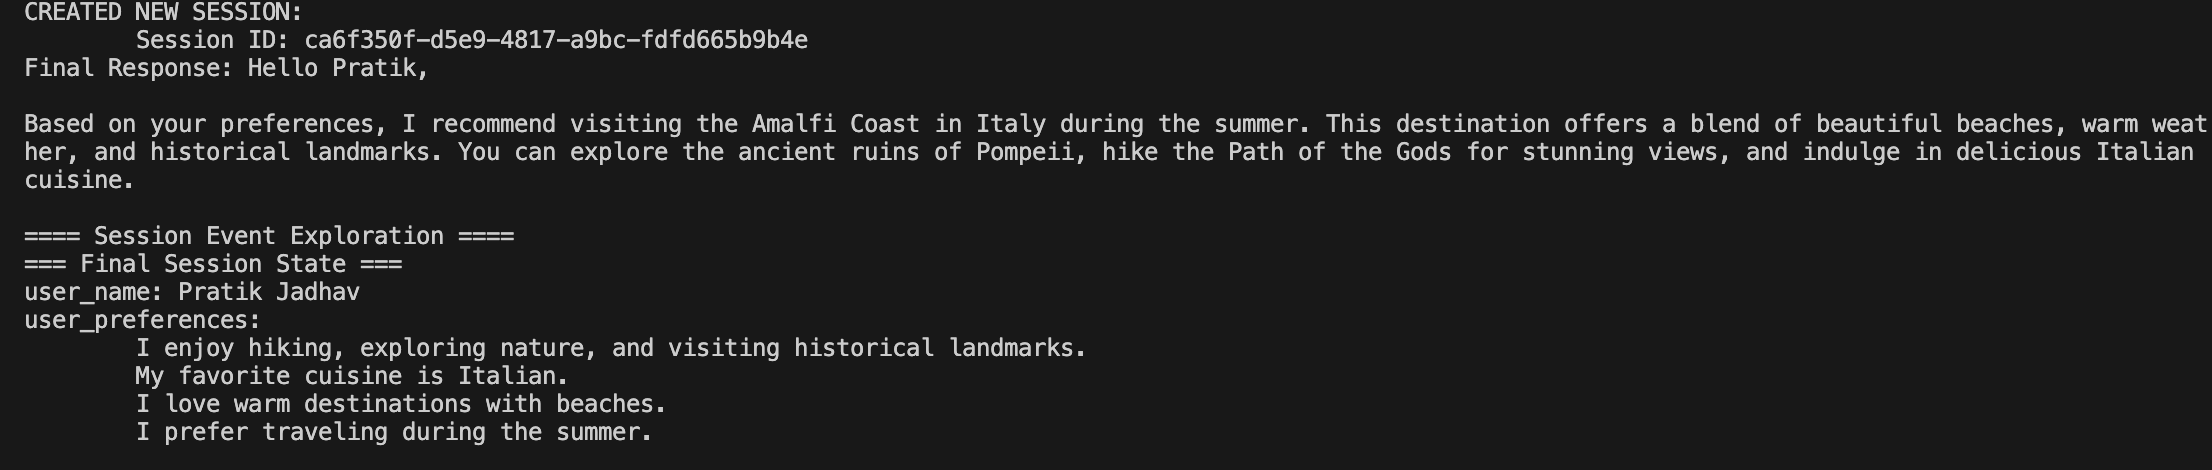 CREATED NEW SESSION:
Session ID: ca6f350f-d5e9-4817-a9bc-fdfd665b9b4e
Final Response: Hello Pratik,
Based on your preferences, I recommend visiting the Amalfi Coast in Italy during the summer. This destination offers a blend of beautiful beaches, warm weat
her, and historical landmarks. You can explore the ancient ruins of Pompeii, hike the Path of the Gods for stunning views, and indulge in delicious Italian
cuisine.
==== Session Event Exploration ====
=== Final Session State ===
user_name: Pratik Jadhav
user_preferences:
I enjoy hiking, exploring nature, and visiting historical landmarks.
My favorite cuisine is Italian.
I love warm destinations with beaches.
I prefer traveling during the summer.